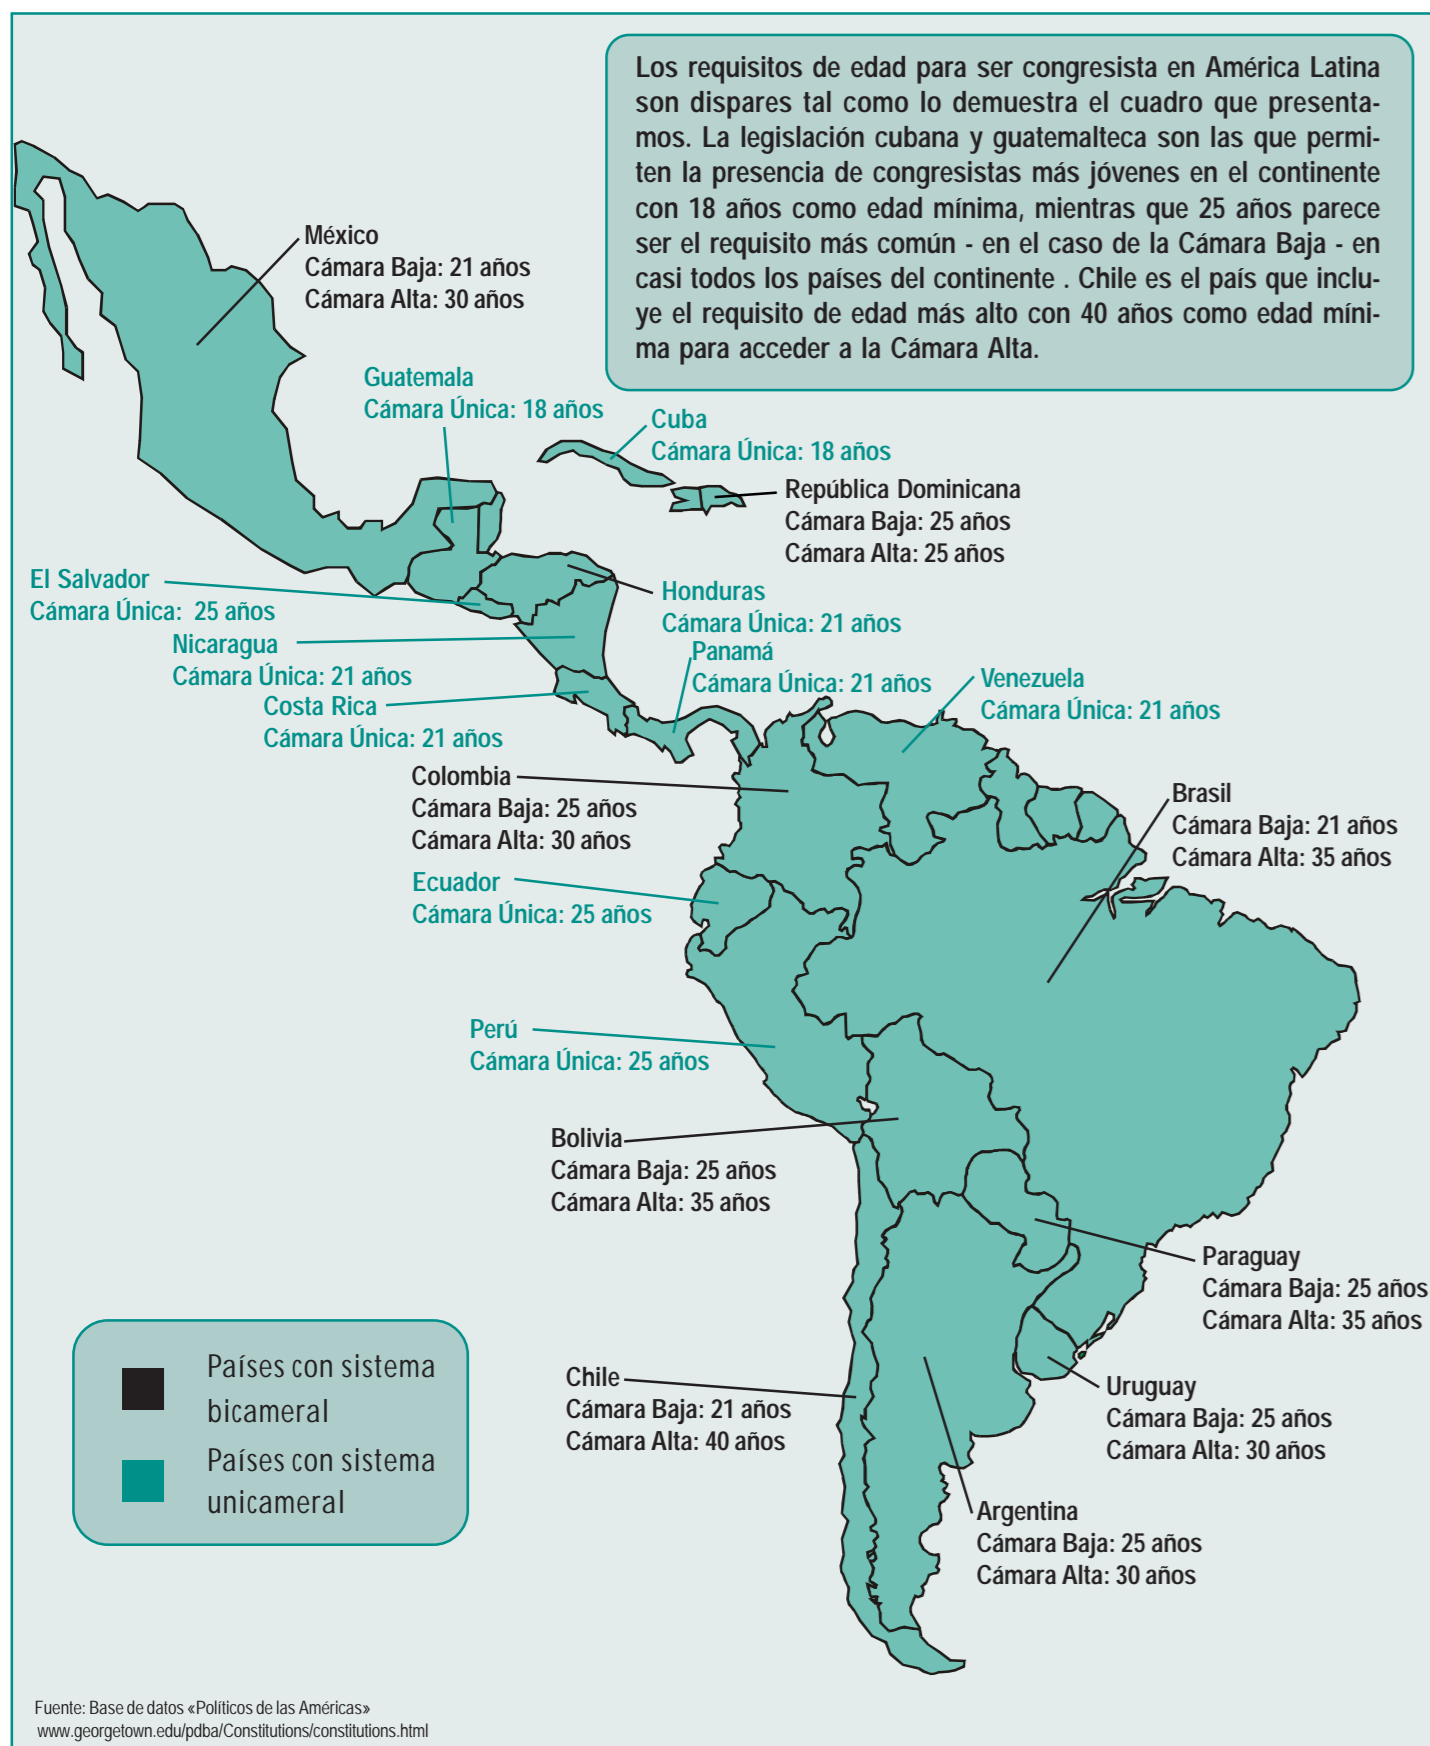 Los requisitos de edad para ser congresista en América Latina
son dispares tal como lo demuestra el cuadro que presenta-
mos. La legislación cubana y guatemalteca son las que permi-
ten la presencia de congresistas más jóvenes en el continente
con 18 años como edad mínima, mientras que 25 años parece
ser el requisito más común - en el caso de la Cámara Baja - en
casi todos los países del continente . Chile es el país que inclu-
ye el requisito de edad más alto con 40 años como edad míni-
ma para acceder a la Cámara Alta.
México
Cámara Baja: 21 años
Cámara Alta: 30 años
Guatemala
Cámara Única: 18 años
Cuba
Cámara Única: 18 años
República Dominicana
Cámara Baja: 25 años
Cámara Alta: 25 años
El Salvador
Cámara Única: 25 años
Honduras
Cámara Única: 21 años
Nicaragua
Cámara Única: 21 años
Panamá
Cámara Única: 21 años
Costa Rica
Cámara Única: 21 años
Venezuela
Cámara Única: 21 años
Colombia
Cámara Baja: 25 años
Cámara Alta: 30 años
Brasil
Cámara Baja: 21 años
Cámara Alta: 35 años
Ecuador
Cámara Única: 25 años
Perú
Cámara Única: 25 años
Bolivia
Cámara Baja: 25 años
Cámara Alta: 35 años
Paraguay
Cámara Baja: 25 años
Cámara Alta: 35 años
Chile
Cámara Baja: 21 años
Cámara Alta: 40 años
Uruguay
Cámara Baja: 25 años
Cámara Alta: 30 años
Argentina
Cámara Baja: 25 años
Cámara Alta: 30 años
Países con sistema
bicameral
Países con sistema
unicameral
Fuente: Base de datos «Políticos de las Américas»
www.georgetown.edu/pdba/Constitutions/constitutions.html